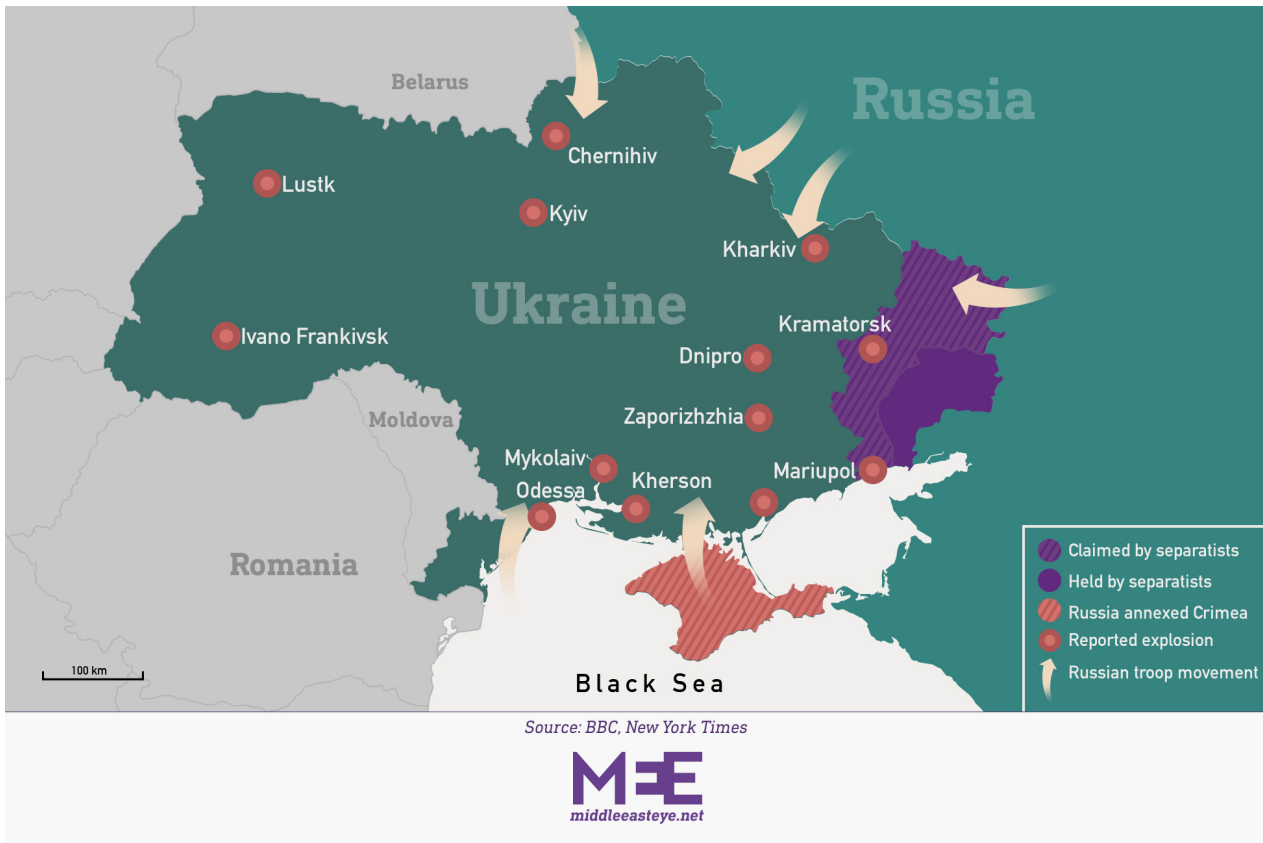 Belarus
Russia
Chernihiv
Lustk
Kyiv
Kharkiv
Ukraine
Kramatorsk
Ivano Frankivsk
Dnipro
Moldova
Zaporizhzhia
Mykolaiv
Kherson
Mariupol
Odessa
Romania
Claimed by separatists
Held by separatists
Russia annexed Crimea
Reported explosion
Russian troop movement
100 km
Black Sea
Source: BBC, New York Times
MEE
middleeasteye.net